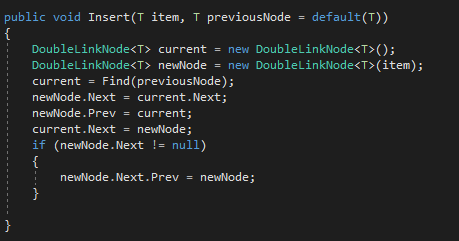 public void Insert(T item, T previousNode = default(T))
{
DoubleLinkNode<T> current = new DoubleLinkNode<T>();
DoubleLinkNode<T> newNode = new DoubleLinkNode<T>(item);
current = Find(previousNode);
newNode.Next = current.Next;
newNode.Prev = current;
current.Next = newNode;
if (newNode.Next != null)
{
newNode.Next.Prev = newNode;
}
}